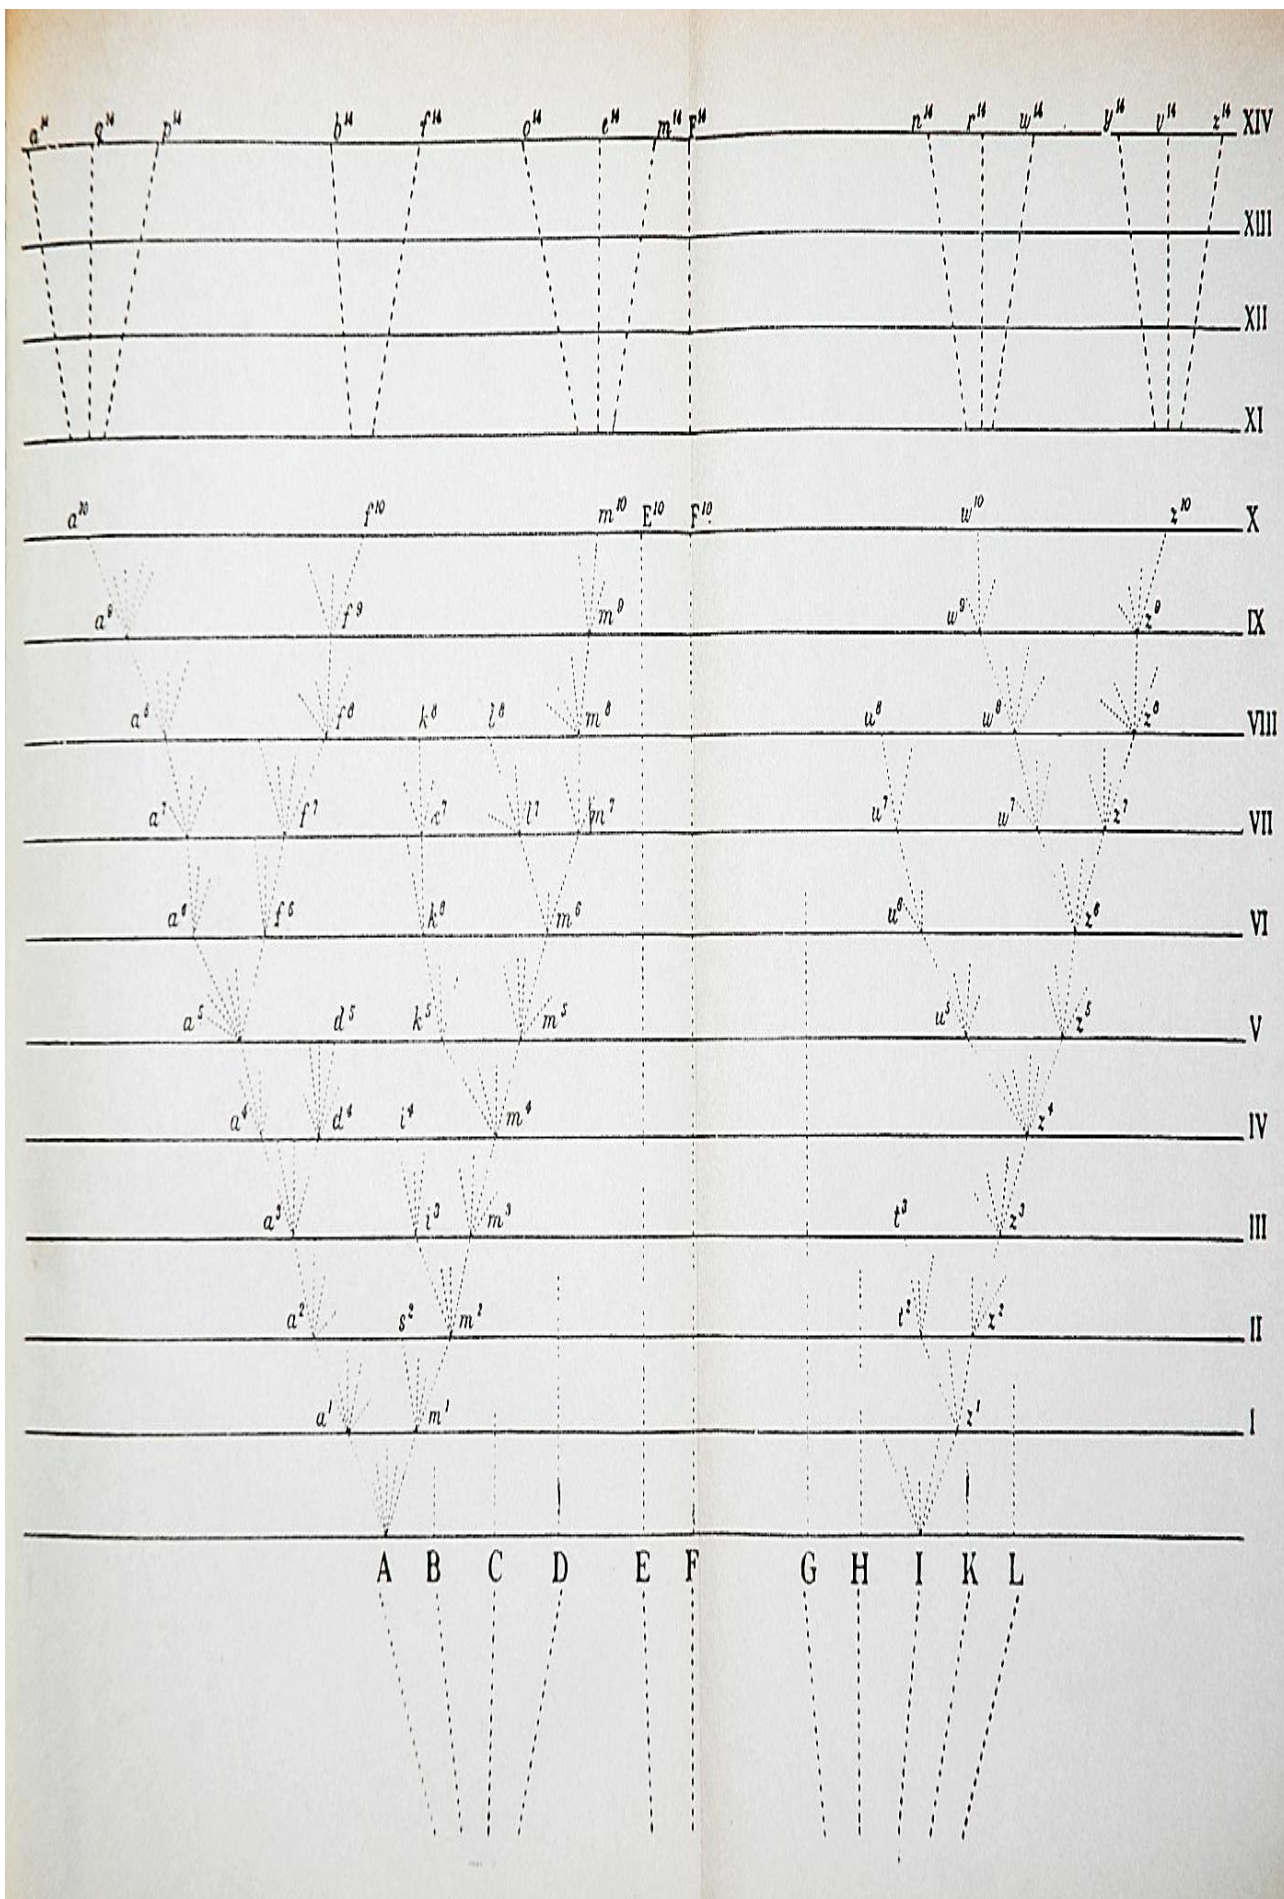 a¹⁴ q¹⁴ p¹⁴ b¹⁴ f¹⁴ o¹⁴ e¹⁴ m¹⁴ F¹⁴ n¹⁴ r¹⁴ w¹⁴ y¹⁴ v¹⁴ z¹⁴ XIV
XIII
XII
XI
a¹⁰ f¹⁰ m¹⁰ E¹⁰ F¹⁰ w¹⁰ z¹⁰ X
a⁹ f⁹ m⁹ w⁹ z⁹ IX
a⁸ f⁸ k⁸ l⁸ m⁸ u⁸ w⁸ z⁸ VIII
a⁷ f⁷ k⁷ l⁷ m⁷ u⁷ w⁷ z⁷ VII
a⁶ f⁶ k⁶ m⁶ u⁶ z⁶ VI
a⁵ d⁵ k⁵ m⁵ u⁵ z⁵ V
a⁴ d⁴ i⁴ m⁴ z⁴ IV
a³ i³ m³ t³ z³ III
a² s² m² t² z² II
a¹ m¹ z¹ I
A B C D E F G H I K L